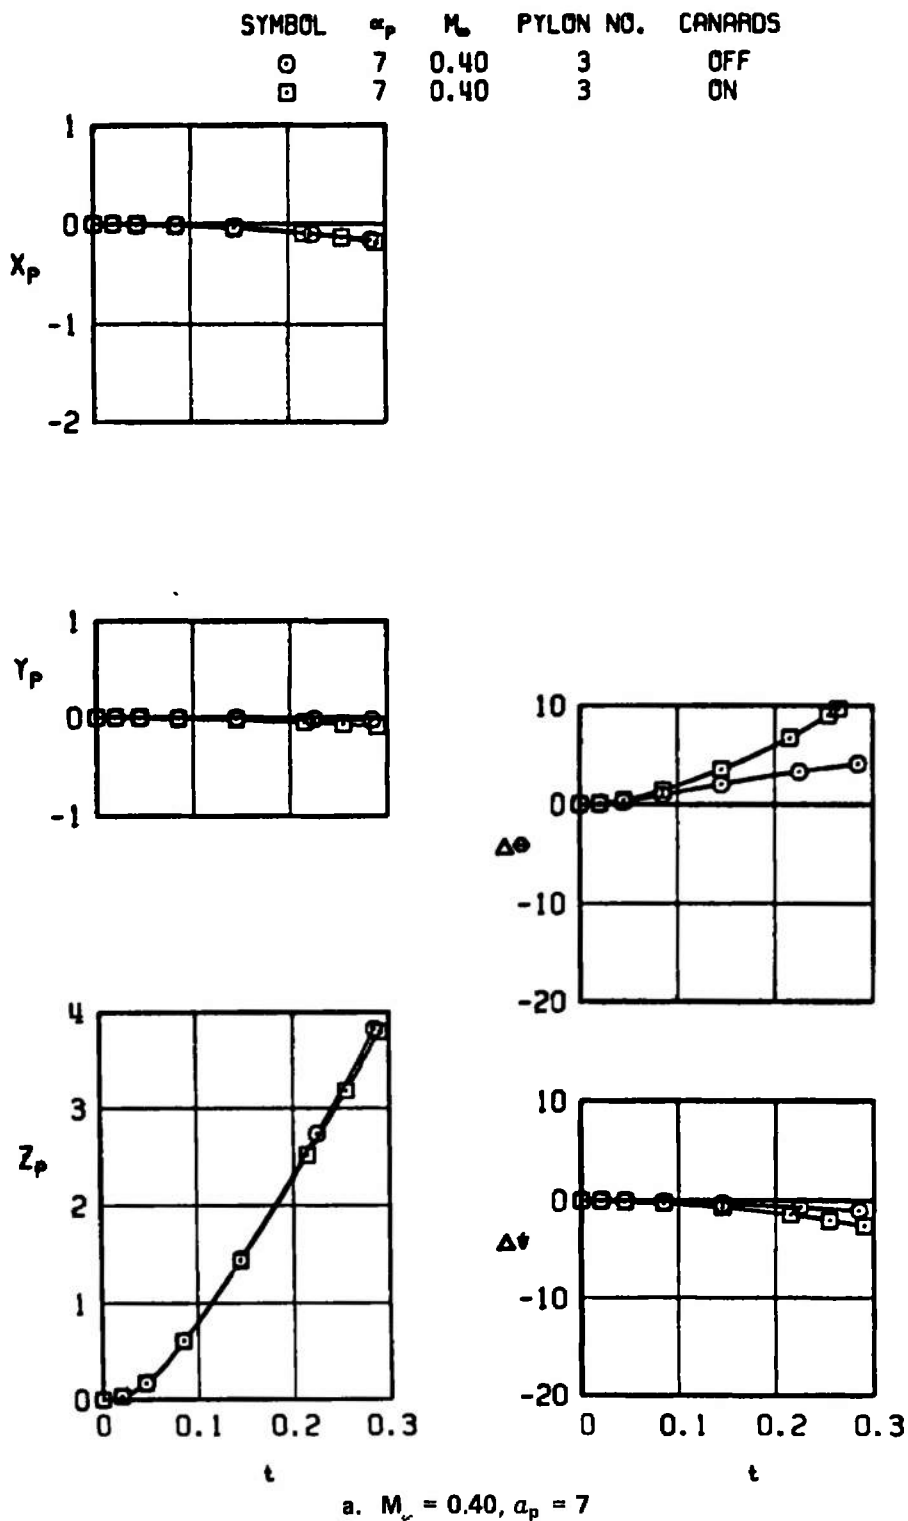 SYMBOL αp M∞ PYLON NO. CANARDS
⊙ 7 0.40 3 OFF
⊡ 7 0.40 3 ON
1
0
Xp
-1
-2
1
Yp
0
-1
10
0
Δθ
-10
-20
4
3
Zp
2
1
0
0 0.1 0.2 0.3
t
10
0
Δψ
-10
-20
0 0.1 0.2 0.3
t
a. M = 0.40, αp = 7